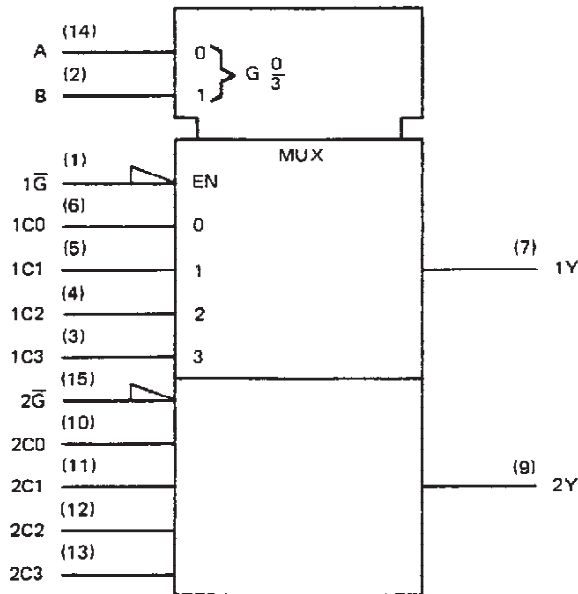 A (14) 0
B (2) 1
G 0/3
MUX
1G̅ (1) EN
1C0 (6) 0
1C1 (5) 1
1C2 (4) 2
1C3 (3) 3
(7) 1Y
2G̅ (15)
2C0 (10)
2C1 (11)
2C2 (12)
2C3 (13)
(9) 2Y